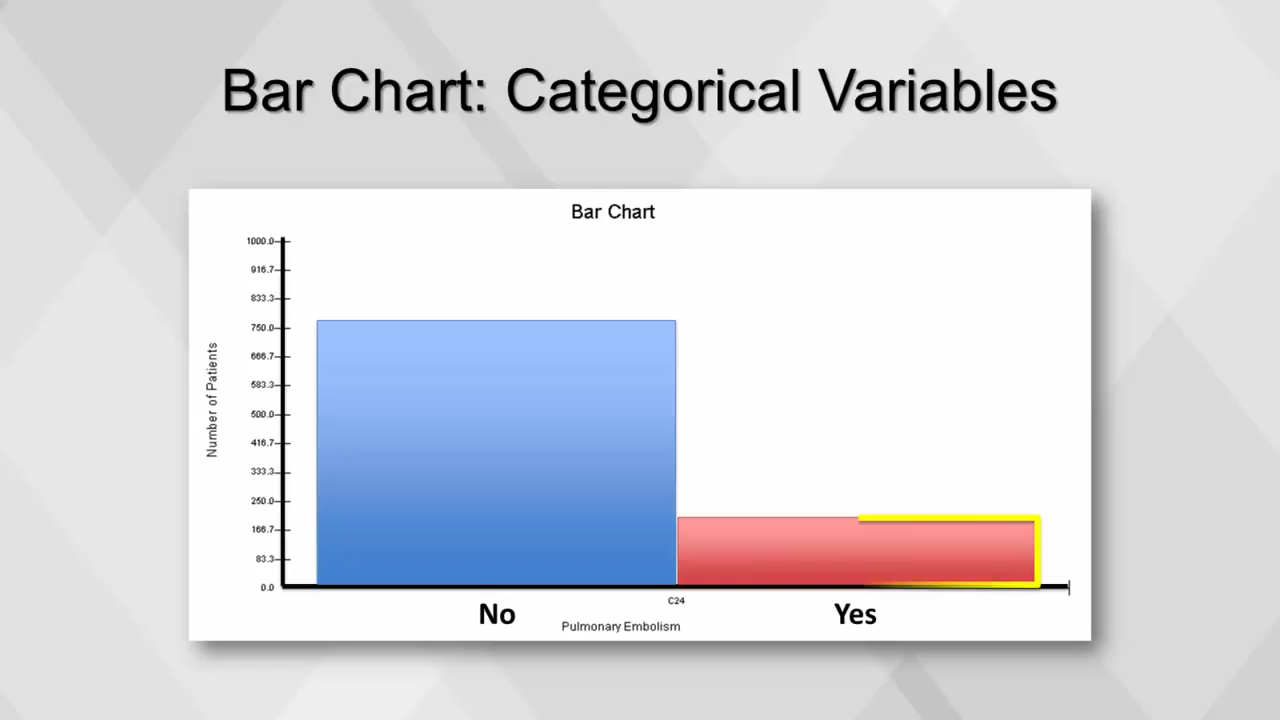 Bar Chart: Categorical Variables
Bar Chart
1000.0
916.7
833.3
750.0
666.7
583.3
500.0
416.7
333.3
250.0
166.7
83.3
0.0
Number of Patients
C24
No
Yes
Pulmonary Embolism